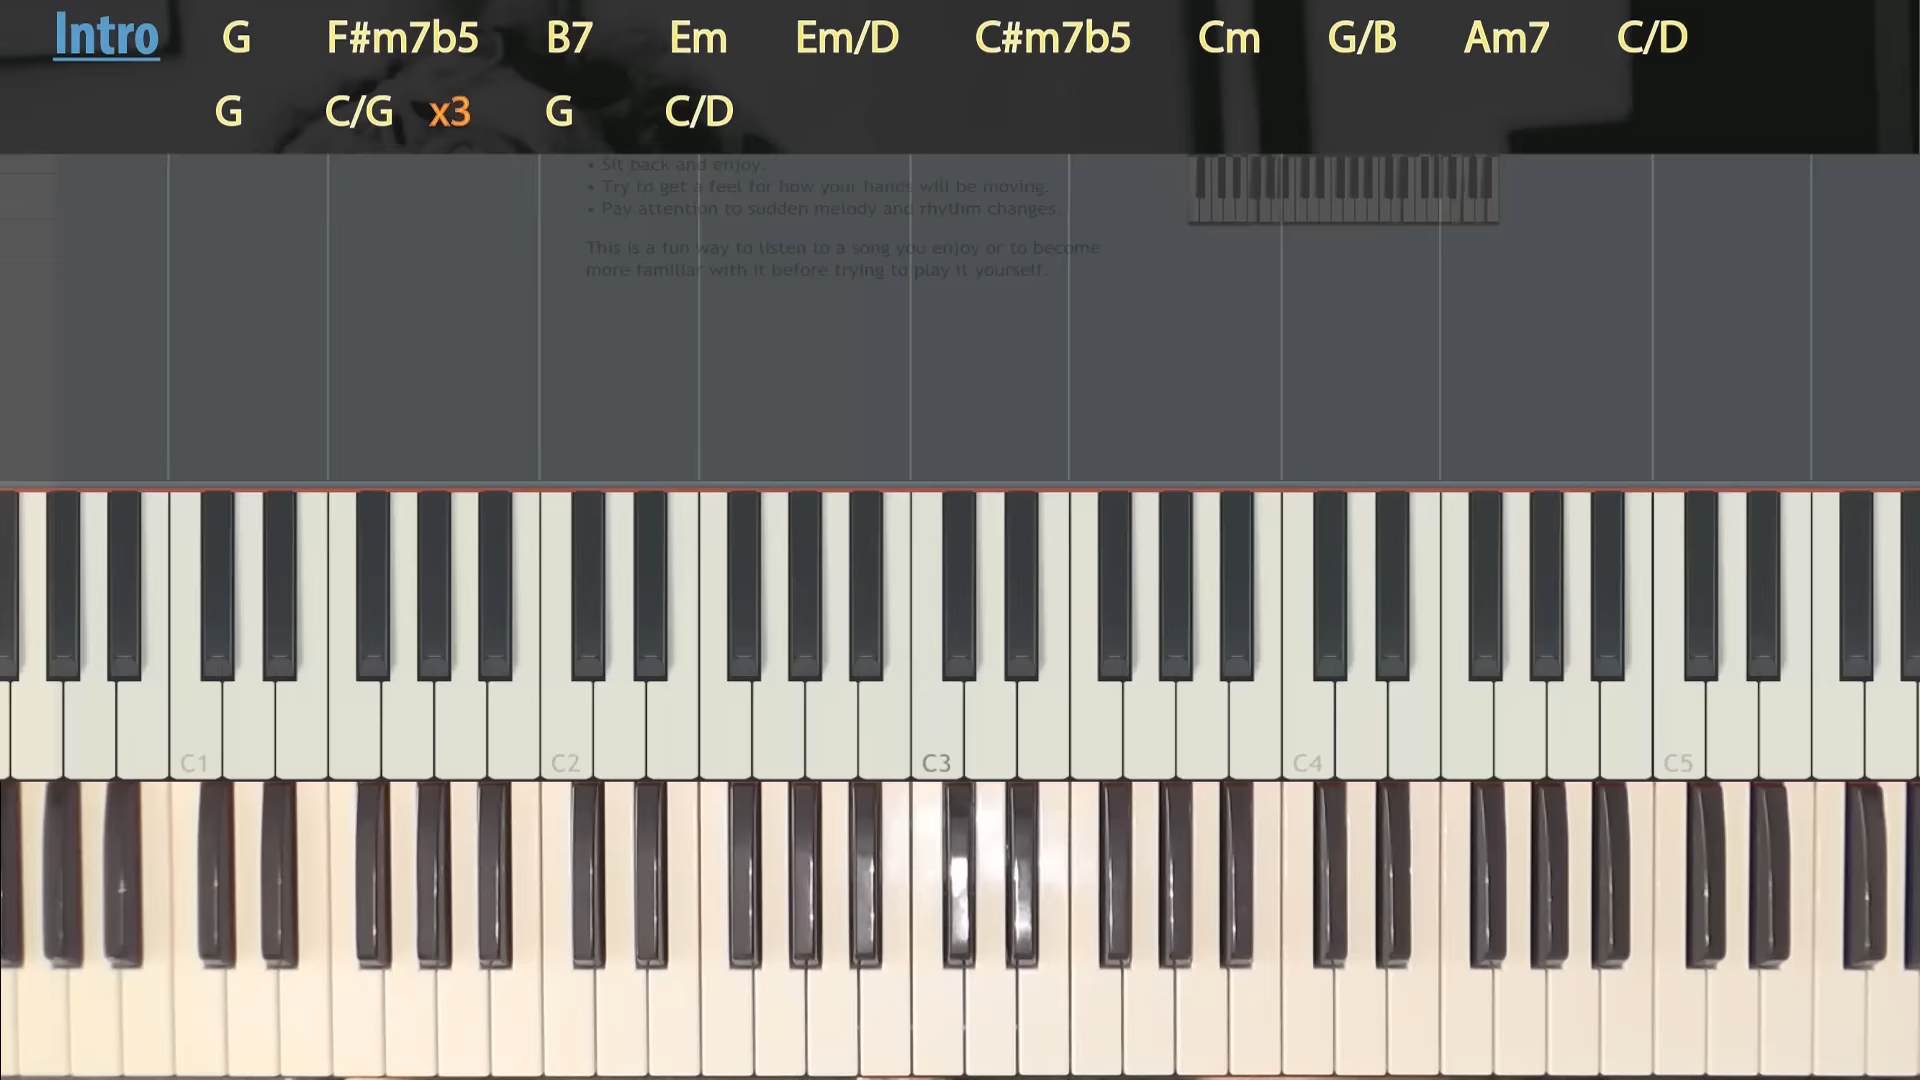 Intro G F#m7b5 B7 Em Em/D C#m7b5 Cm G/B Am7 C/D
G C/G x3 G C/D
• Sit back and enjoy.
• Try to get a feel for how your hands will be moving.
• Pay attention to sudden melody and rhythm changes.
This is a fun way to listen to a song you enjoy or to become
more familiar with it before trying to play it yourself.
C1 C2 C3 C4 C5